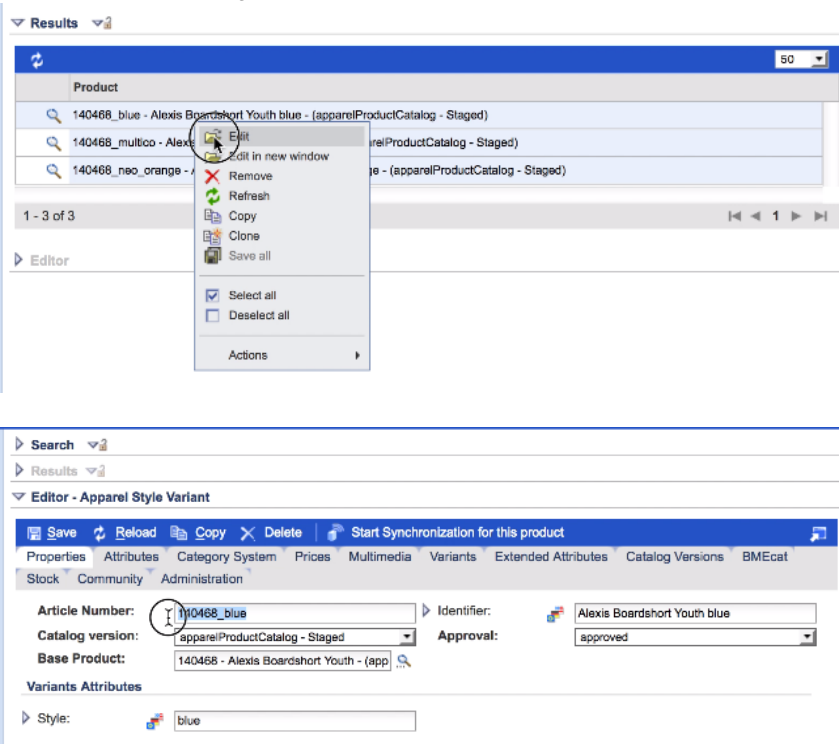 Results
50
Product
140468_blue - Alexis Boardshort Youth blue - (apparelProductCatalog - Staged)
140468_multico - Alexis relProductCatalog - Staged)
140468_neo_orange - ge - (apparelProductCatalog - Staged)
Edit
Edit in new window
Remove
Refresh
Copy
Clone
Save all
Select all
Deselect all
Actions
1 - 3 of 3
1
Editor
Search
Results
Editor - Apparel Style Variant
Save Reload Copy Delete Start Synchronization for this product
Properties Attributes Category System Prices Multimedia Variants Extended Attributes Catalog Versions BMEcat
Stock Community Administration
Article Number: 140468_blue Identifier: Alexis Boardshort Youth blue
Catalog version: apparelProductCatalog - Staged Approval: approved
Base Product: 140468 - Alexis Boardshort Youth - (app
Variants Attributes
Style: blue